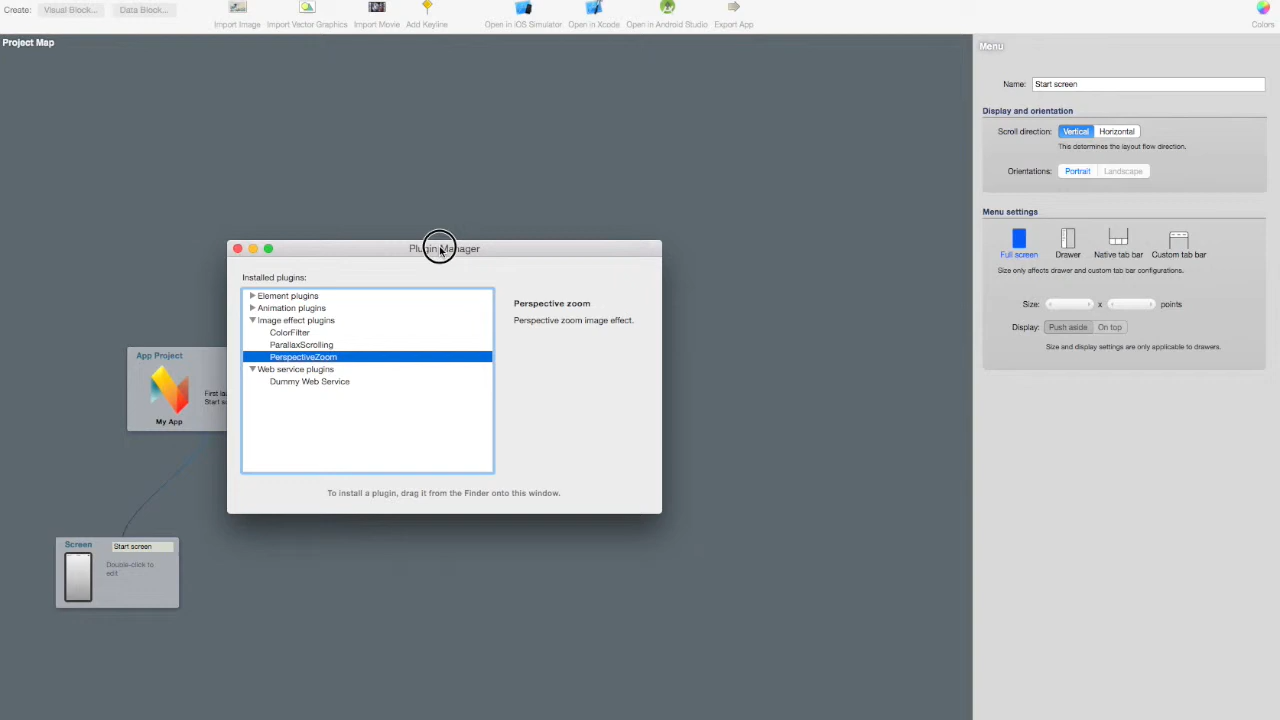 Create: Visual Block... Data Block...
Import Image Import Vector Graphics Import Movie Add Keyline Open in iOS Simulator Open in Xcode Open in Android Studio Export App Colors
Project Map
Menu
Name: Start screen
Display and orientation
Scroll direction: Vertical Horizontal
This determines the layout flow direction.
Orientations: Portrait Landscape
Menu settings
Full screen Drawer Native tab bar Custom tab bar
Size only affects drawer and custom tab bar configurations.
Size: x points
Display: Push aside On top
Size and display settings are only applicable to drawers.
Plugin Manager
Installed plugins:
Element plugins
Animation plugins
Image effect plugins
ColorFilter
ParallaxScrolling
PerspectiveZoom
Web service plugins
Dummy Web Service
Perspective zoom
Perspective zoom image effect.
To install a plugin, drag it from the Finder onto this window.
App Project
First la
Start s
My App
Screen Start screen
Double-click to
edit